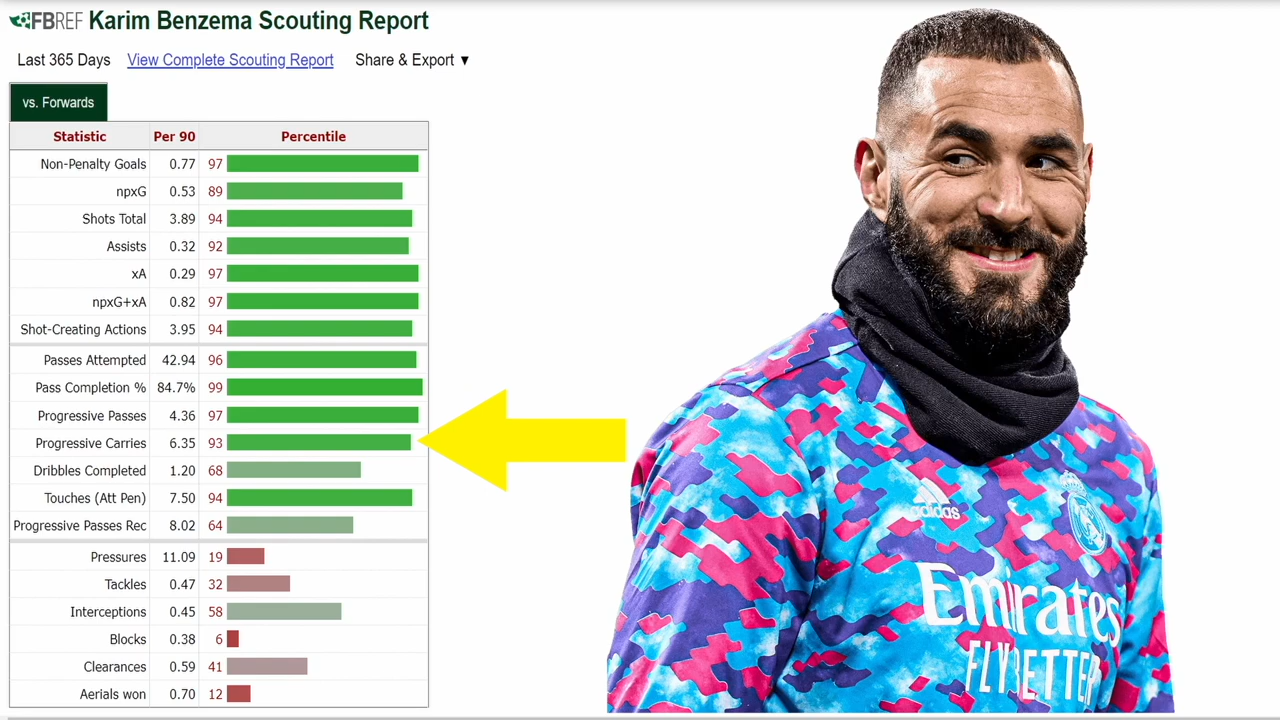 FBREF Karim Benzema Scouting Report
Last 365 Days View Complete Scouting Report Share & Export ▼
vs. Forwards
Statistic Per 90 Percentile
Non-Penalty Goals 0.77 97
npxG 0.53 89
Shots Total 3.89 94
Assists 0.32 92
xA 0.29 97
npxG+xA 0.82 97
Shot-Creating Actions 3.95 94
Passes Attempted 42.94 96
Pass Completion % 84.7% 99
Progressive Passes 4.36 97
Progressive Carries 6.35 93
Dribbles Completed 1.20 68
Touches (Att Pen) 7.50 94
Progressive Passes Rec 8.02 64
Pressures 11.09 19
Tackles 0.47 32
Interceptions 0.45 58
Blocks 0.38 6
Clearances 0.59 41
Aerials won 0.70 12
adidas
Emirates
FLY BETTER